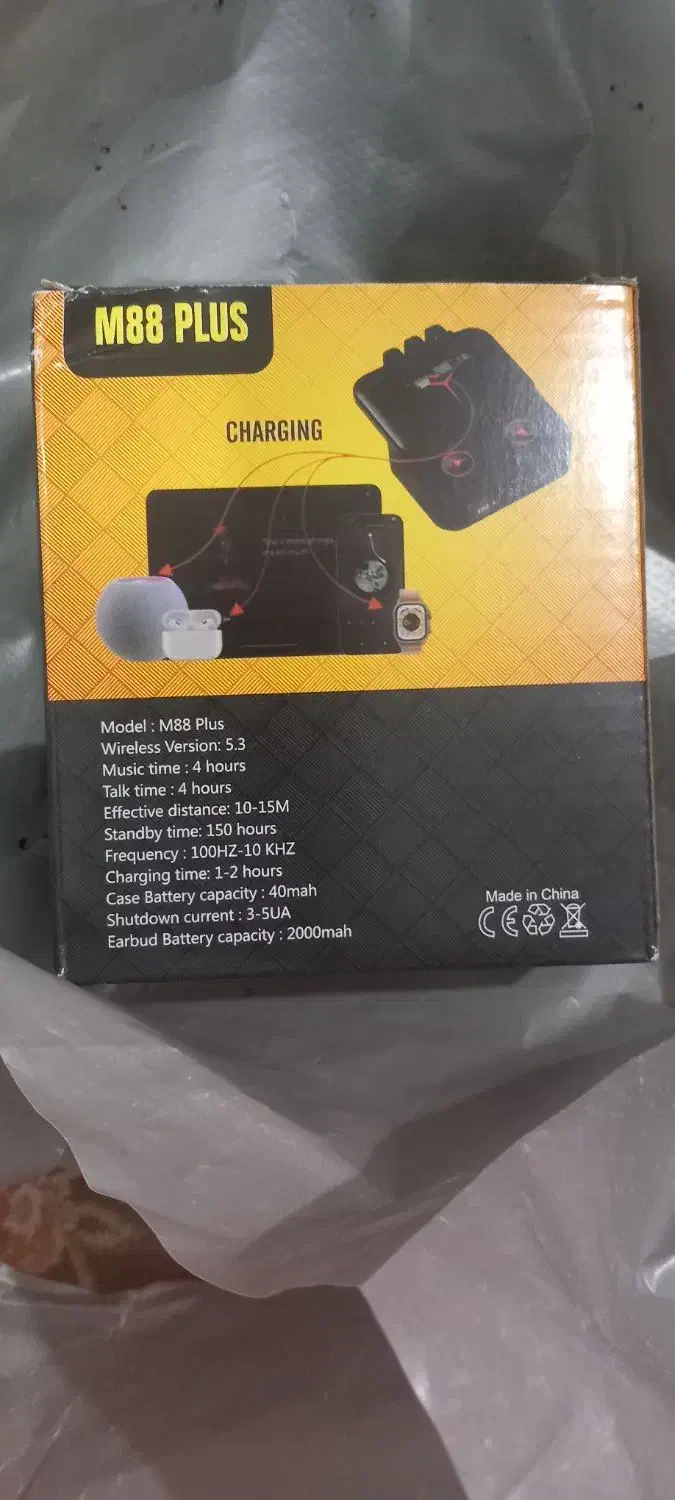 M88 PLUS
CHARGING
Model : M88 Plus
Wireless Version: 5.3
Music time : 4 hours
Talk time : 4 hours
Effective distance: 10-15M
Standby time: 150 hours
Frequency : 100HZ-10 KHZ
Charging time: 1-2 hours
Case Battery capacity : 40mah
Shutdown current : 3-5UA
Earbud Battery capacity : 2000mah
Made in China
CE